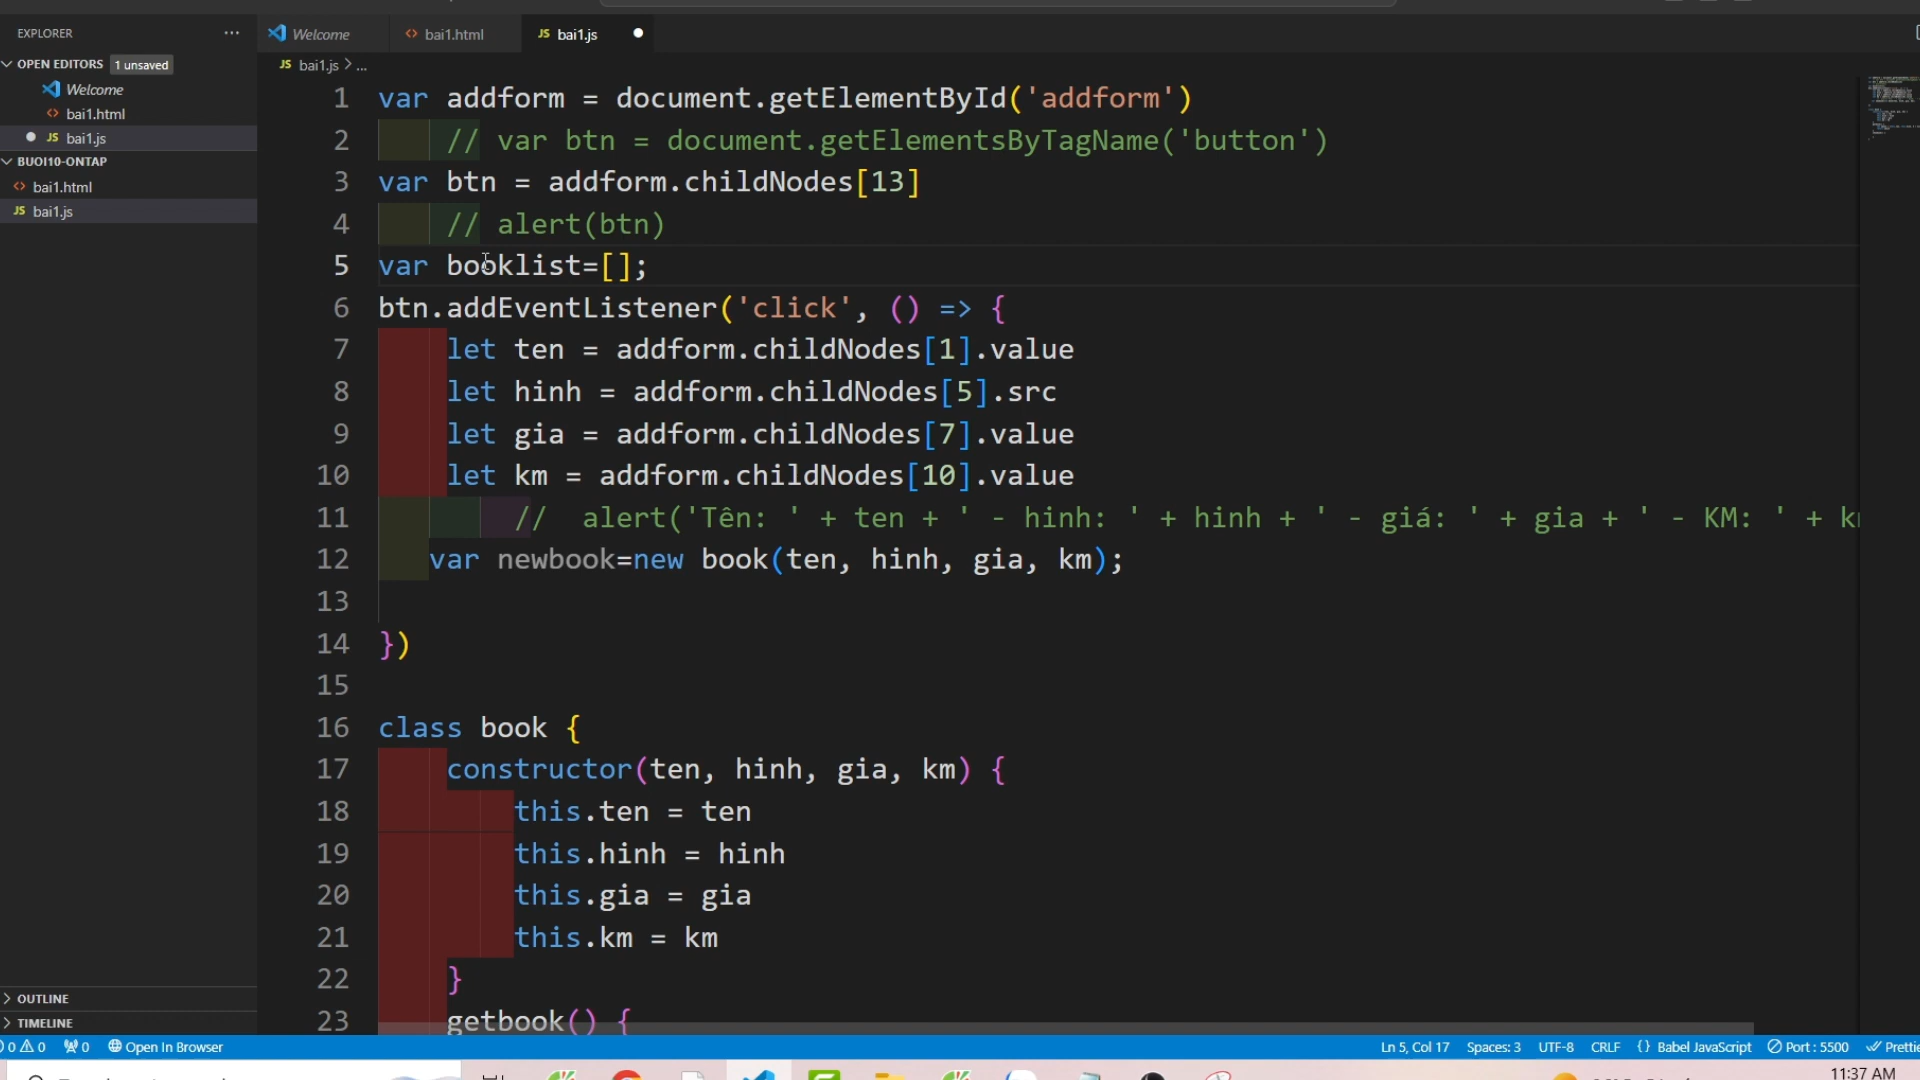 EXPLORER
Welcome
bai1.html
JS bai1.js
OPEN EDITORS 1 unsaved
JS bai1.js > ...
Welcome
bai1.html
JS bai1.js
BUOI10-ONTAP
bai1.html
JS bai1.js
1 var addform = document.getElementById('addform')
2 // var btn = document.getElementsByTagName('button')
3 var btn = addform.childNodes[13]
4 // alert(btn)
5 var booklist=[];
6 btn.addEventListener('click', () => {
7 let ten = addform.childNodes[1].value
8 let hinh = addform.childNodes[5].src
9 let gia = addform.childNodes[7].value
10 let km = addform.childNodes[10].value
11 // alert('Tên: ' + ten + ' - hinh: ' + hinh + ' - giá: ' + gia + ' - KM: ' +
12 var newbook=new book(ten, hinh, gia, km);
13
14 })
15
16 class book {
17 constructor(ten, hinh, gia, km) {
18 this.ten = ten
19 this.hinh = hinh
20 this.gia = gia
21 this.km = km
22 }
23 getbook() {
OUTLINE
TIMELINE
0 0 0 Open In Browser
Ln 5, Col 17 Spaces: 3 UTF-8 CRLF {} Babel JavaScript Port : 5500
11:37 AM